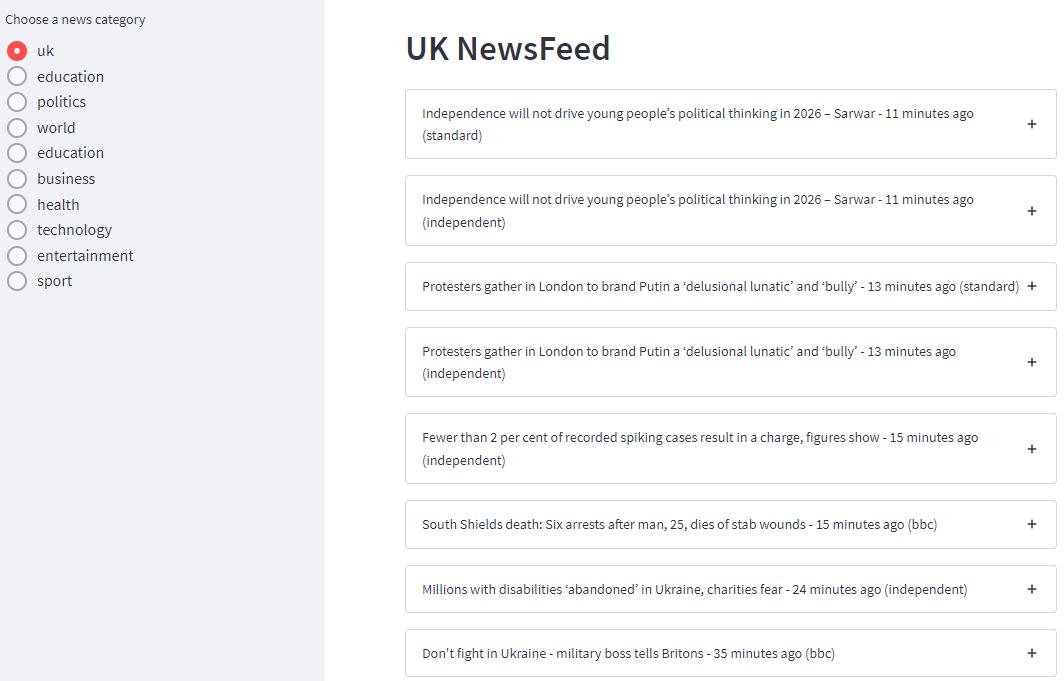 Choose a news category
uk
education
politics
world
education
business
health
technology
entertainment
sport
UK NewsFeed
Independence will not drive young people’s political thinking in 2026 – Sarwar - 11 minutes ago
(standard)
Independence will not drive young people’s political thinking in 2026 – Sarwar - 11 minutes ago
(independent)
Protesters gather in London to brand Putin a ‘delusional lunatic’ and ‘bully’ - 13 minutes ago (standard)
Protesters gather in London to brand Putin a ‘delusional lunatic’ and ‘bully’ - 13 minutes ago
(independent)
Fewer than 2 per cent of recorded spiking cases result in a charge, figures show - 15 minutes ago
(independent)
South Shields death: Six arrests after man, 25, dies of stab wounds - 15 minutes ago (bbc)
Millions with disabilities ‘abandoned’ in Ukraine, charities fear - 24 minutes ago (independent)
Don't fight in Ukraine - military boss tells Britons - 35 minutes ago (bbc)